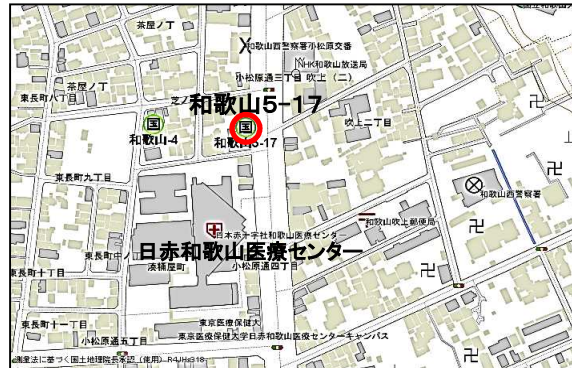 茶屋ノ丁
和歌山西警察署小松原交番
NHK和歌山放送局
茶屋ノ丁
小松原通三丁目 吹上（二）
東長町八丁目
芝ノ
和歌山5-17
国
国
吹上二丁目
和歌山-4
和歌山5-17
東長町九丁目
和歌山西警察署
和歌山吹上郵便局
日本赤十字社和歌山医療センター
日赤和歌山医療センター
東長町中ノ丁
湊桶屋町
小松原通四丁目
東長町十丁目
東長町十一丁目
東京医療保健大
小松原通五丁目
東京医療保健大学日赤和歌山医療センターキャンパス
測量法に基づく国土地理院長承認（使用）R4JHs318